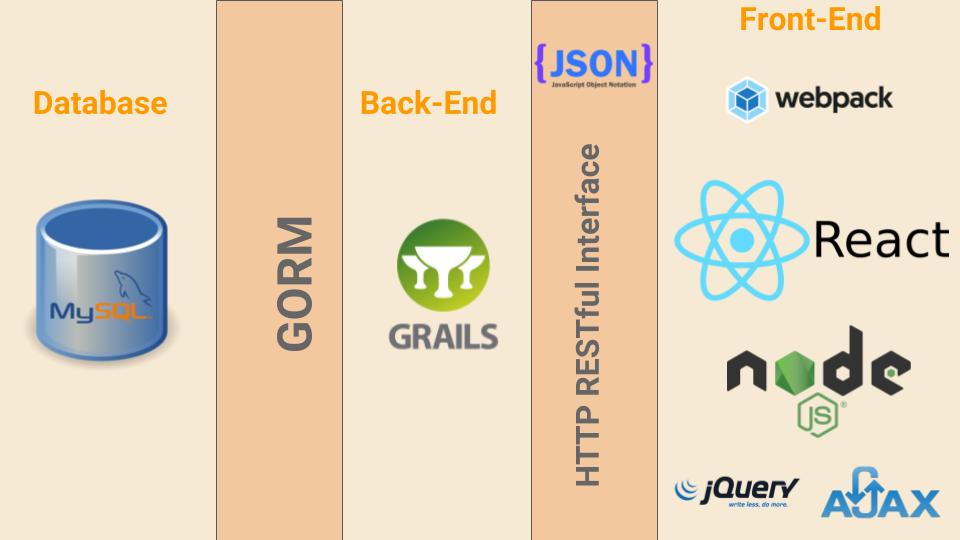 Database
MySQL
GORM
Back-End
GRAILS
{JSON}
JavaScript Object Notation
HTTP RESTful Interface
Front-End
webpack
React
node
JS®
jQuery
write less, do more.
AJAX